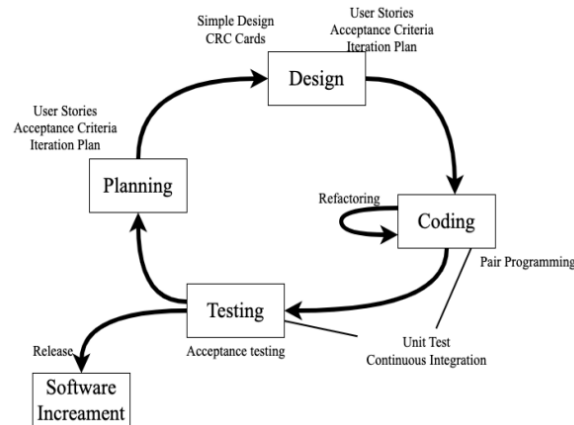 Simple Design
CRC Cards
User Stories
Acceptance Criteria
Iteration Plan
Design
User Stories
Acceptance Criteria
Iteration Plan
Planning
Refactoring
Coding
Pair Programming
Testing
Acceptance testing
Unit Test
Continuous Integration
Release
Software
Increament